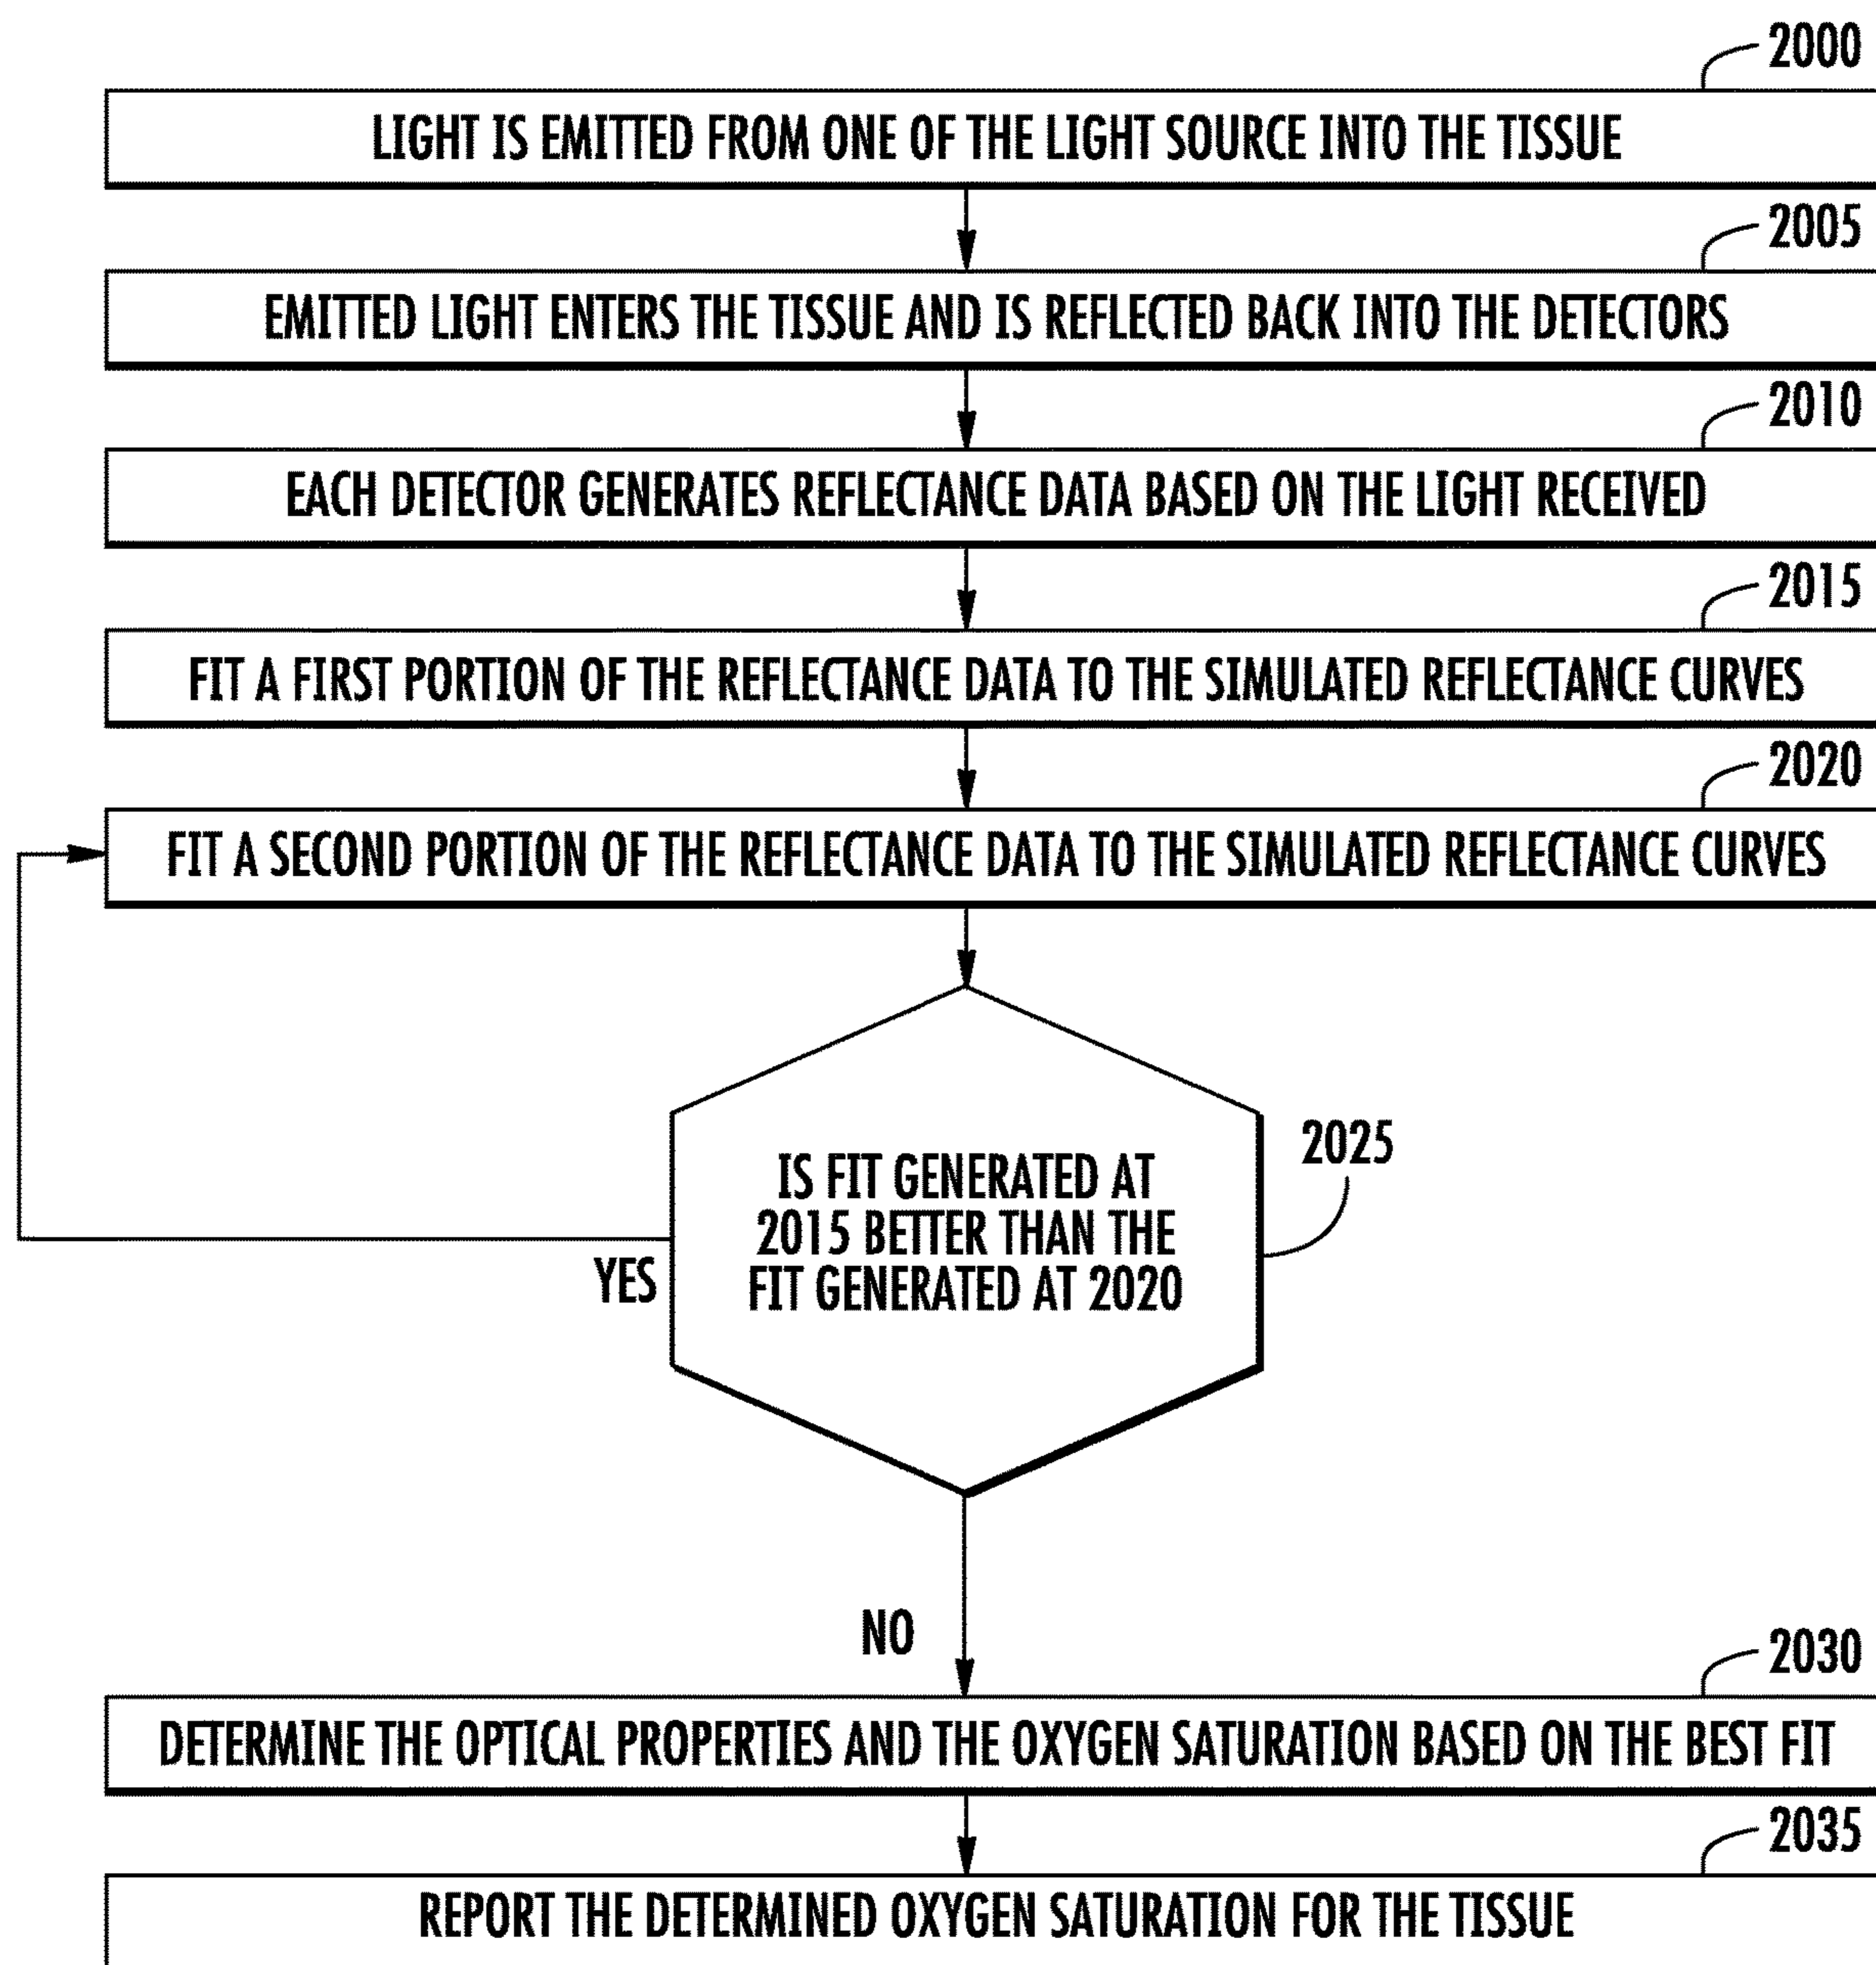 2000
LIGHT IS EMITTED FROM ONE OF THE LIGHT SOURCE INTO THE TISSUE
2005
EMITTED LIGHT ENTERS THE TISSUE AND IS REFLECTED BACK INTO THE DETECTORS
2010
EACH DETECTOR GENERATES REFLECTANCE DATA BASED ON THE LIGHT RECEIVED
2015
FIT A FIRST PORTION OF THE REFLECTANCE DATA TO THE SIMULATED REFLECTANCE CURVES
2020
FIT A SECOND PORTION OF THE REFLECTANCE DATA TO THE SIMULATED REFLECTANCE CURVES
IS FIT GENERATED AT
2015 BETTER THAN THE
FIT GENERATED AT 2020
2025
YES
NO
2030
DETERMINE THE OPTICAL PROPERTIES AND THE OXYGEN SATURATION BASED ON THE BEST FIT
2035
REPORT THE DETERMINED OXYGEN SATURATION FOR THE TISSUE